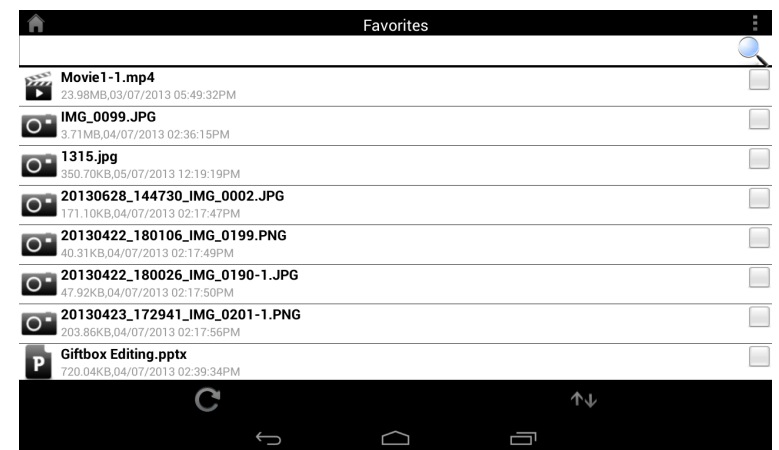 Favorites
Movie1-1.mp4
23.98MB,03/07/2013 05:49:32PM
IMG_0099.JPG
3.71MB,04/07/2013 02:36:15PM
1315.jpg
350.70KB,05/07/2013 12:19:19PM
20130628_144730_IMG_0002.JPG
171.10KB,04/07/2013 02:17:47PM
20130422_180106_IMG_0199.PNG
40.31KB,04/07/2013 02:17:49PM
20130422_180026_IMG_0190-1.JPG
47.92KB,04/07/2013 02:17:50PM
20130423_172941_IMG_0201-1.PNG
203.86KB,04/07/2013 02:17:56PM
P
Giftbox Editing.pptx
720.04KB,04/07/2013 02:39:34PM